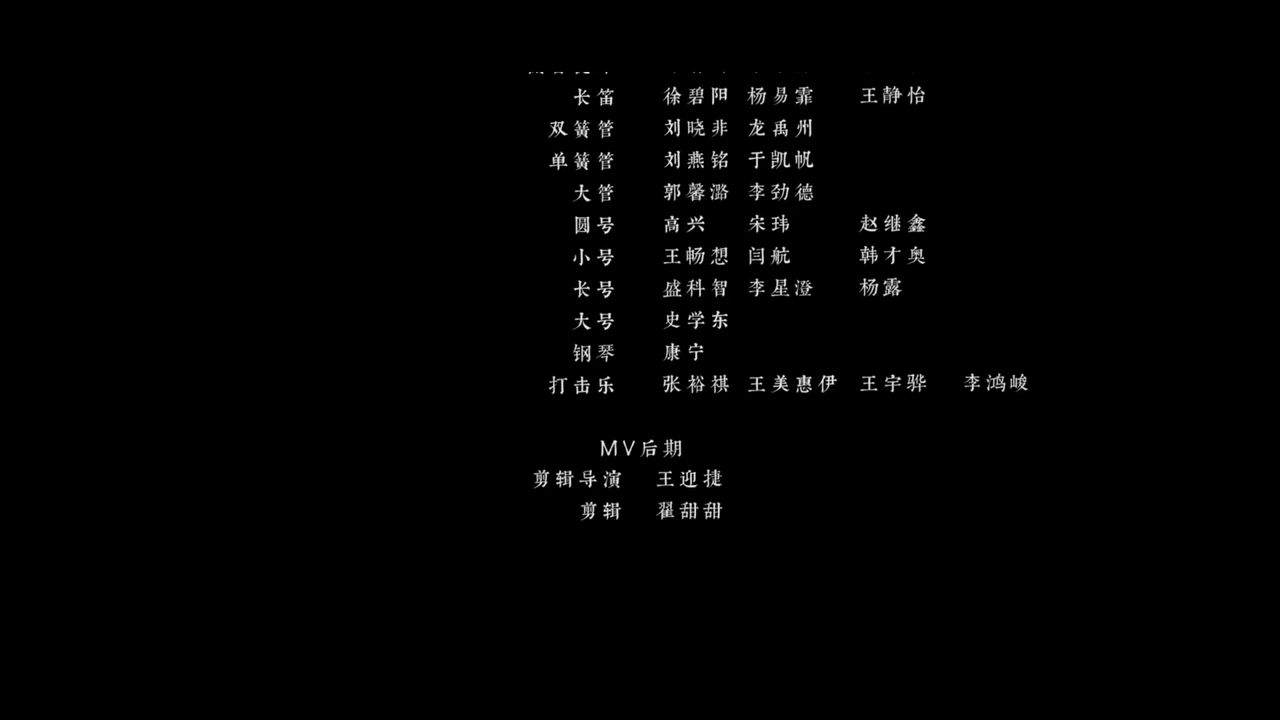 长笛 徐碧阳 杨易霏 王静怡
双簧管 刘晓非 龙禹州
单簧管 刘燕铭 于凯帆
大管 郭馨潞 李劲德
圆号 高兴 宋玮 赵继鑫
小号 王畅想 闫航 韩才奥
长号 盛科智 李星澄 杨露
大号 史学东
钢琴 康宁
打击乐 张裕祺 王美惠伊 王宇骅 李鸿峻
MV后期
剪辑导演 王迎捷
剪辑 翟甜甜